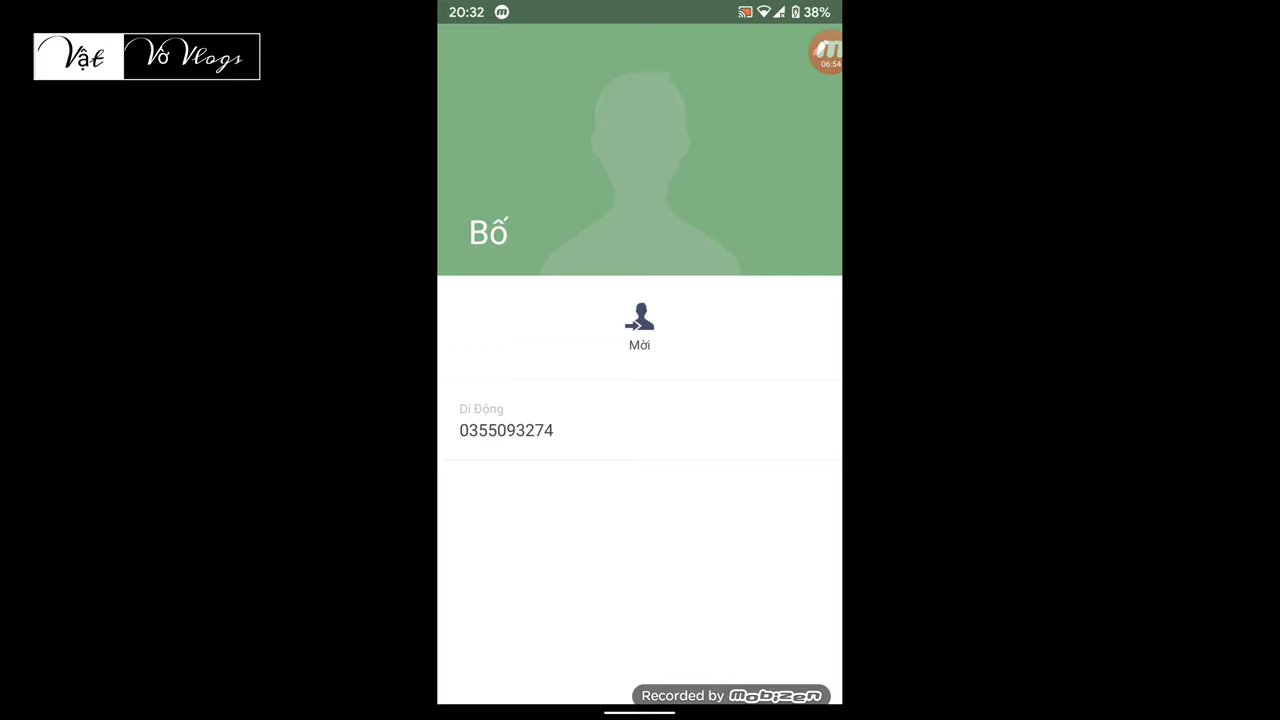 20:32
38%
Vật Vờ Vlogs
06:54
Bố
Mời
Di Động
0355093274
Recorded by mobizen